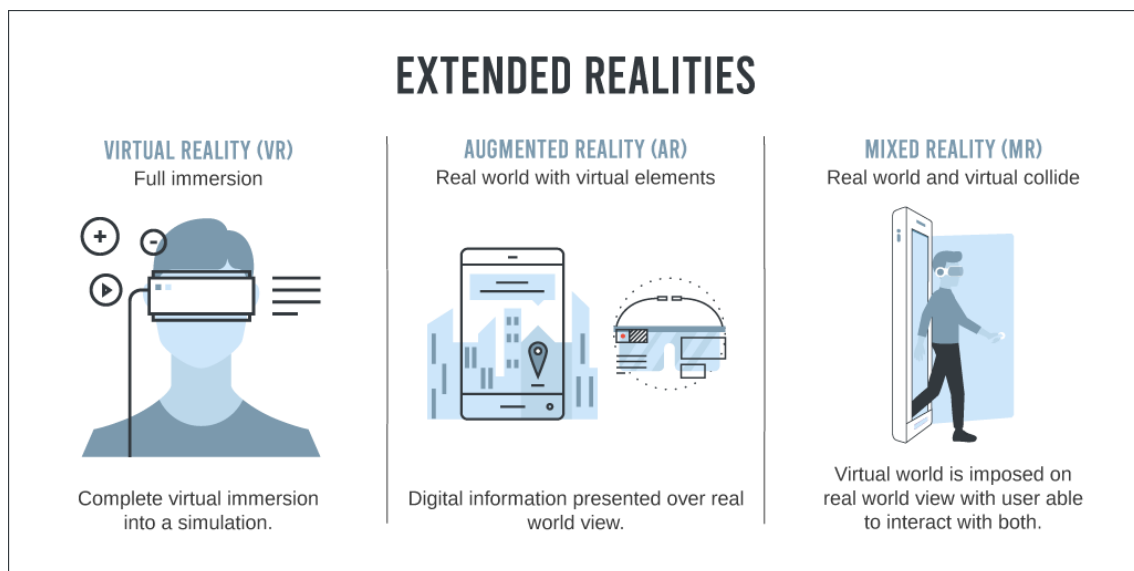 EXTENDED REALITIES
VIRTUAL REALITY (VR)
Full immersion
Complete virtual immersion
into a simulation.
AUGMENTED REALITY (AR)
Real world with virtual elements
Digital information presented over real
world view.
MIXED REALITY (MR)
Real world and virtual collide
Virtual world is imposed on
real world view with user able
to interact with both.